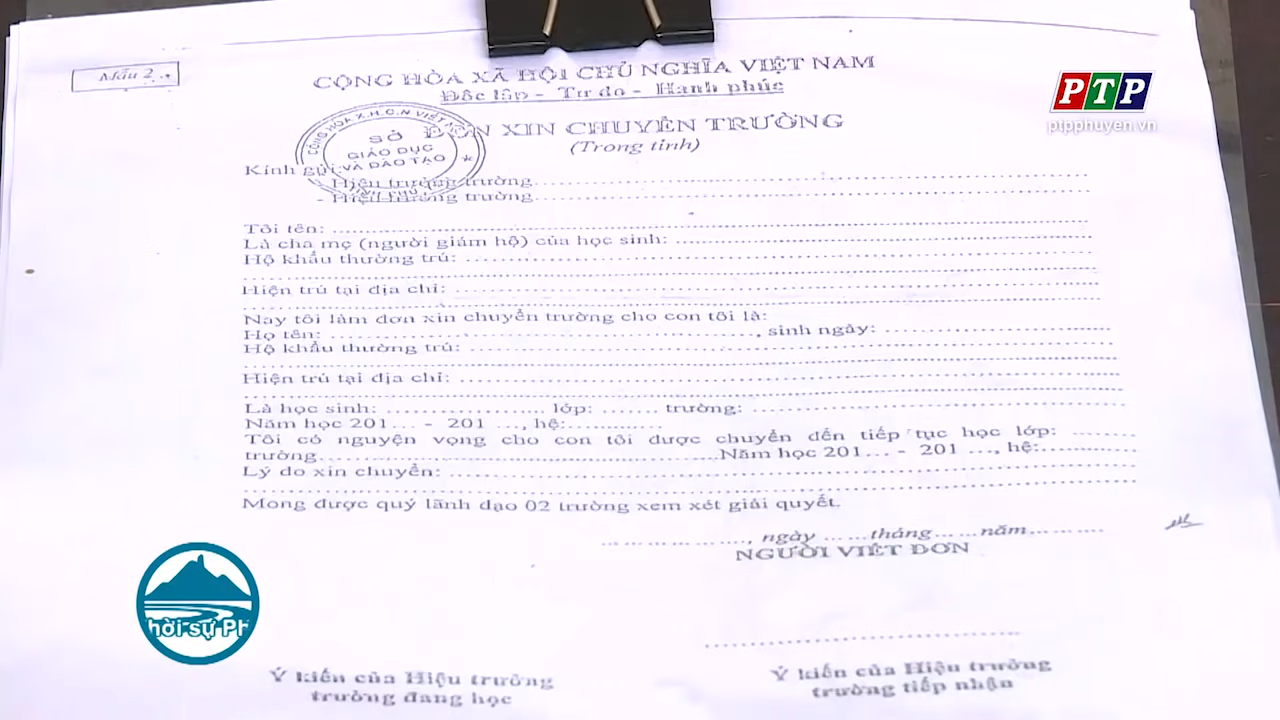 Mẫu 2
CỘNG HÒA XÃ HỘI CHỦ NGHĨA VIỆT NAM
Độc lập - Tự do - Hạnh phúc
PTP
ptpphuyen.vn
ĐƠN XIN CHUYỂN TRƯỜNG
(Trong tỉnh)
CỘNG HÒA X.H.C.N VIỆT
SỞ
GIÁO DỤC
VÀ ĐÀO TẠO
Kính gửi:
- Hiệu trưởng trường..............................
- Hiệu trưởng trường..............................
Tôi tên: ..............................
Là cha mẹ (người giám hộ) của học sinh: ..............................
Hộ khẩu thường trú: ..............................
..............................
Hiện trú tại địa chỉ: ..............................
..............................
Nay tôi làm đơn xin chuyển trường cho con tôi là:
Họ tên: .............................., sinh ngày: ..............................
Hộ khẩu thường trú: ..............................
..............................
Hiện trú tại địa chỉ: ..............................
..............................
Là học sinh: .................... lớp: ....... trường: ..............................
Năm học 201... - 201 ..., hệ:............
Tôi có nguyện vọng cho con tôi được chuyển đến tiếp tục học lớp: ........
trường..............................Năm học 201... - 201 ..., hệ:............
Lý do xin chuyển: ..............................
..............................
Mong được quý lãnh đạo 02 trường xem xét giải quyết.
...................., ngày ......tháng......năm..........
NGƯỜI VIẾT ĐƠN
..............................
hời sự PH
Ý kiến của Hiệu trưởng
trường đang học
Ý kiến của Hiệu trưởng
trường tiếp nhận